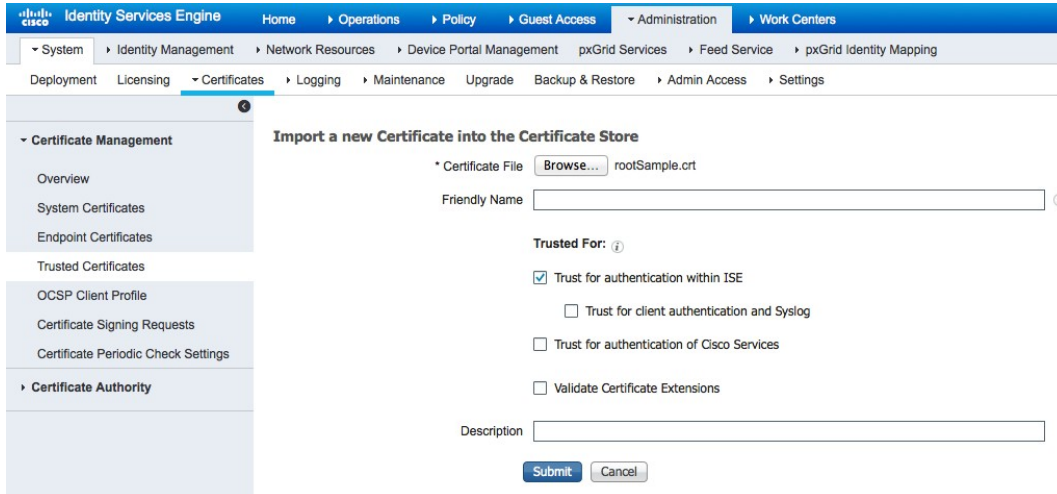 cisco Identity Services Engine Home Operations Policy Guest Access Administration Work Centers
System Identity Management Network Resources Device Portal Management pxGrid Services Feed Service pxGrid Identity Mapping
Deployment Licensing Certificates Logging Maintenance Upgrade Backup & Restore Admin Access Settings
Certificate Management
Overview
System Certificates
Endpoint Certificates
Trusted Certificates
OCSP Client Profile
Certificate Signing Requests
Certificate Periodic Check Settings
Certificate Authority
Import a new Certificate into the Certificate Store
* Certificate File Browse... rootSample.crt
Friendly Name
Trusted For: i
Trust for authentication within ISE
Trust for client authentication and Syslog
Trust for authentication of Cisco Services
Validate Certificate Extensions
Description
Submit Cancel